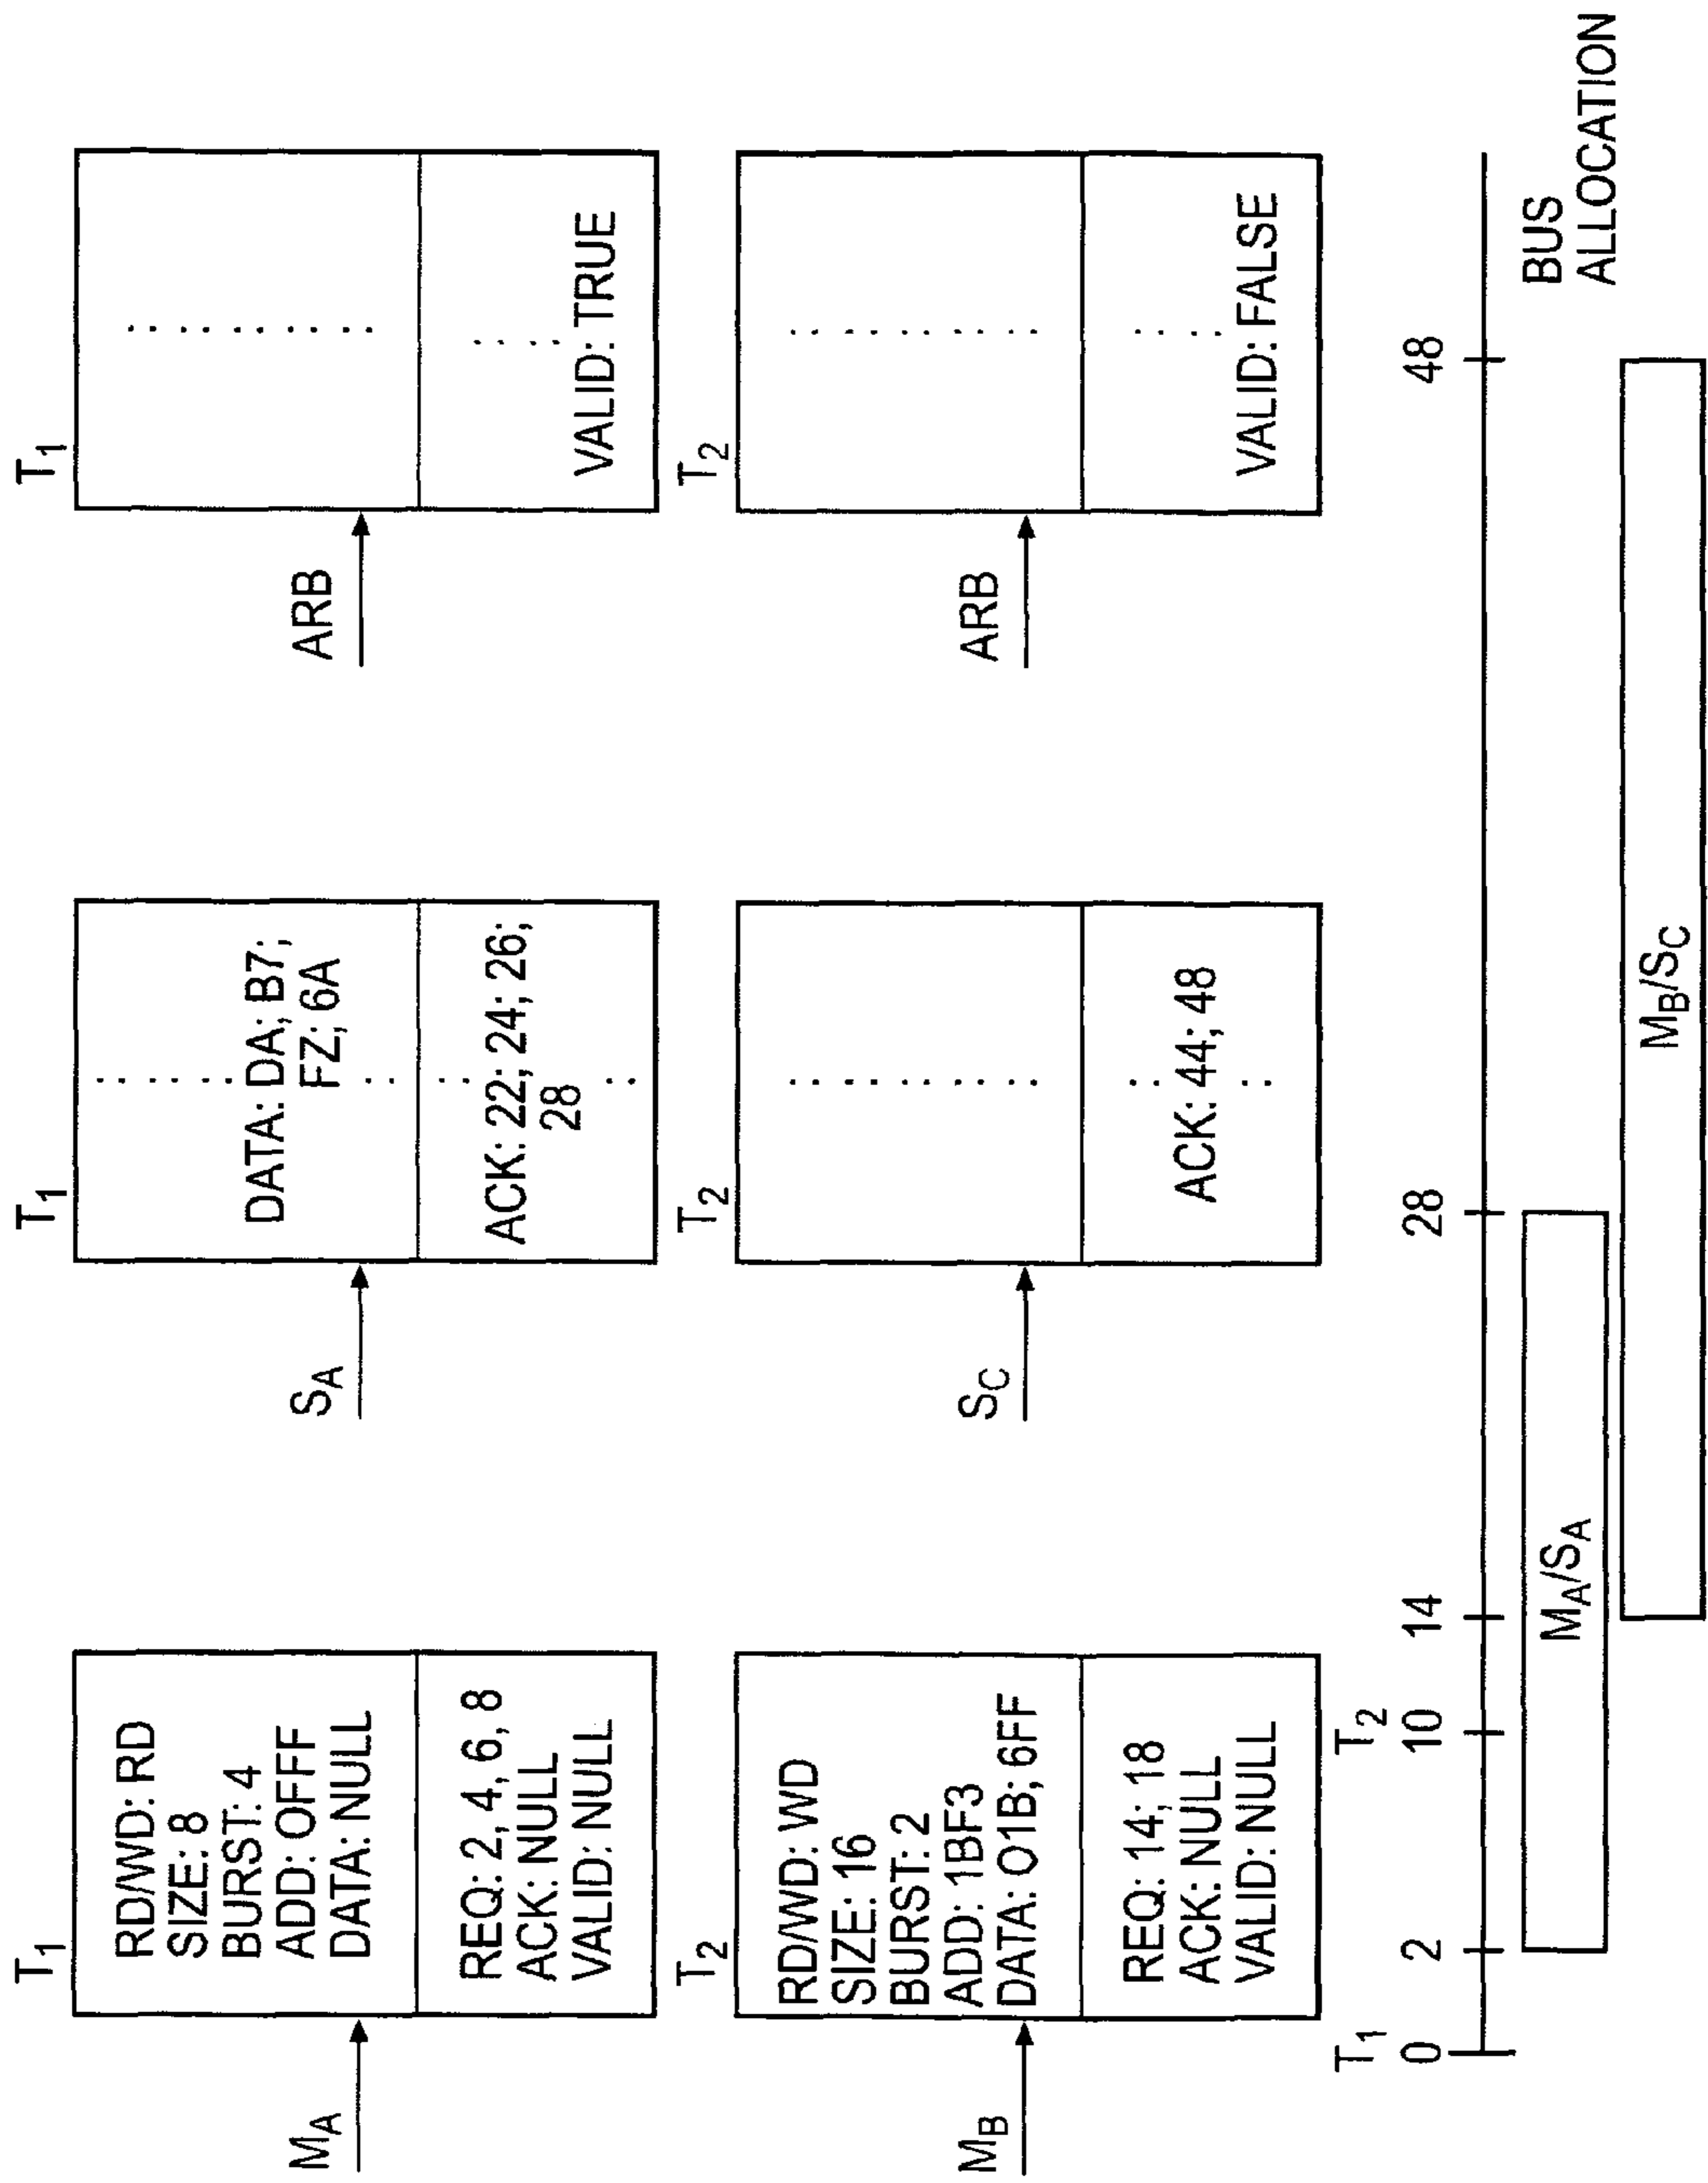 T1
MA
RD/WD: RD
SIZE: 8
BURST: 4
ADD: OFFF
DATA: NULL
REQ: 2, 4, 6, 8
ACK: NULL
VALID: NULL
T1
SA
DATA: DA; B7;
FZ; 6A
ACK: 22; 24; 26;
28
T1
ARB
VALID: TRUE
T2
MB
RD/WD: WD
SIZE: 16
BURST: 2
ADD: 1BF3
DATA: O1B; 6FF
REQ: 14; 18
ACK: NULL
VALID: NULL
T2
SC
ACK: 44; 48
T2
ARB
VALID: FALSE
T1 T2
0 2 10 14 28 48
MA/SA
MB/SC
BUS
ALLOCATION